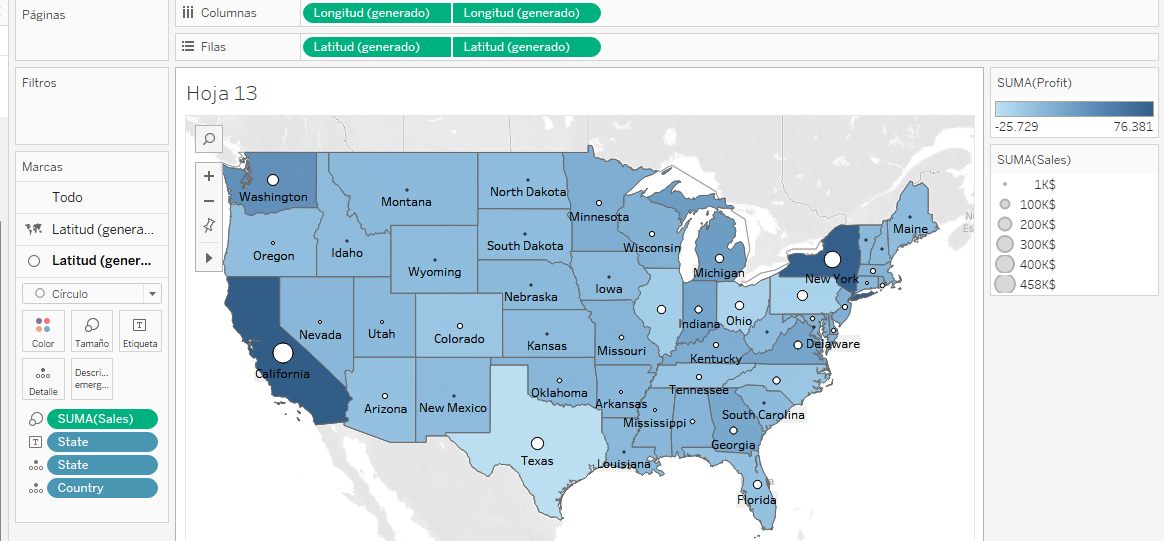 Páginas
Columnas
Longitud (generado) Longitud (generado)
Filas
Latitud (generado) Latitud (generado)
Filtros
Marcas
Todo
Latitud (genera...
Latitud (gener...
Círculo
Color
Tamaño
Etiqueta
Detalle
Descri...
emerg...
SUMA(Sales)
State
State
Country
Hoja 13
Washington
Montana
North Dakota
Minnesota
Maine
Oregon
Idaho
South Dakota
Wisconsin
Michigan
New York
Wyoming
Iowa
Nebraska
Nevada
Utah
Colorado
Kansas
Missouri
Indiana
Ohio
Delaware
Kentucky
California
Arizona
New Mexico
Oklahoma
Arkansas
Tennessee
Mississippi
South Carolina
Georgia
Texas
Louisiana
Florida
SUMA(Profit)
-25.729 76.381
SUMA(Sales)
1K$
100K$
200K$
300K$
400K$
458K$